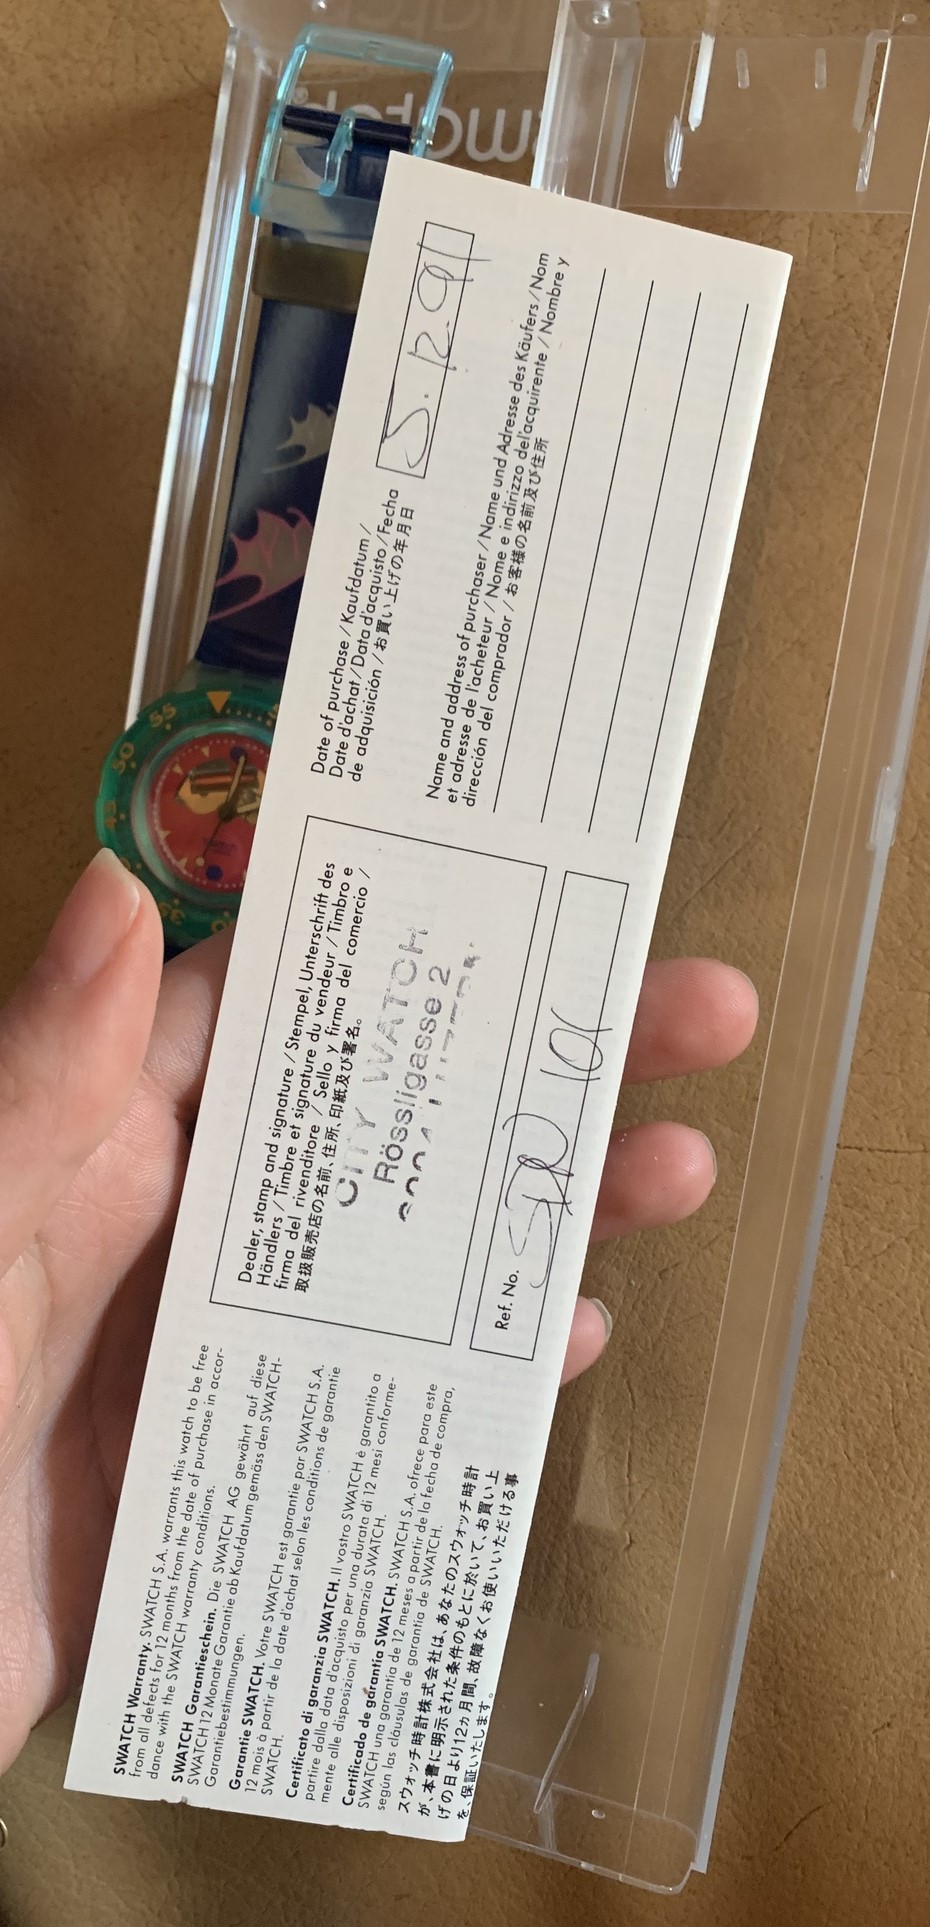 SWATCH Warranty. SWATCH S.A. warrants this watch to be free
from all defects for 12 months from the date of purchase in accor-
dance with the SWATCH warranty conditions.
SWATCH Garantieschein. Die SWATCH AG gewährt auf diese
SWATCH 12 Monate Garantie ab Kaufdatum gemäss den SWATCH-
Garantiebestimmungen.
Garantie SWATCH. Votre SWATCH est garantie par SWATCH S.A.
12 mois à partir de la date d'achat selon les conditions de garantie
SWATCH.
Certificato di garanzia SWATCH. Il vostro SWATCH è garantito a
partire dalla data d'acquisto per una durata di 12 mesi conforme-
mente alle disposizioni di garanzia SWATCH.
Certificado de garantía SWATCH. SWATCH S.A. ofrece para este
SWATCH una garantía de 12 meses a partir de la fecha de compra,
según las cláusulas de garantía de SWATCH.
スウォッチ時計株式会社は、あなたのスウォッチ時計
が、本書に明示された条件のもとに於いて、お買い上
げの日より12ヵ月間、故障なくお使いいただける事
を、保証いたします。
Dealer, stamp and signature / Stempel, Unterschrift des
Händlers / Timbre et signature du vendeur / Timbro e
firma del rivenditore / Sello y firma del comercio /
取扱販売店の名前、住所、印紙及び署名。
CITY WATCH
Rössligasse 2
Ref. No. SDN 101
Date of purchase / Kaufdatum /
Date d'achat / Data d'acquisto / Fecha
de adquisición / お買い上げの年月日
5. 12. 91
Name and address of purchaser / Name und Adresse des Käufers / Nom
et adresse de l'acheteur / Nome e indirizzo del'acquirente / Nombre y
dirección del comprador / お客様の名前及び住所
swatch
55
50
45